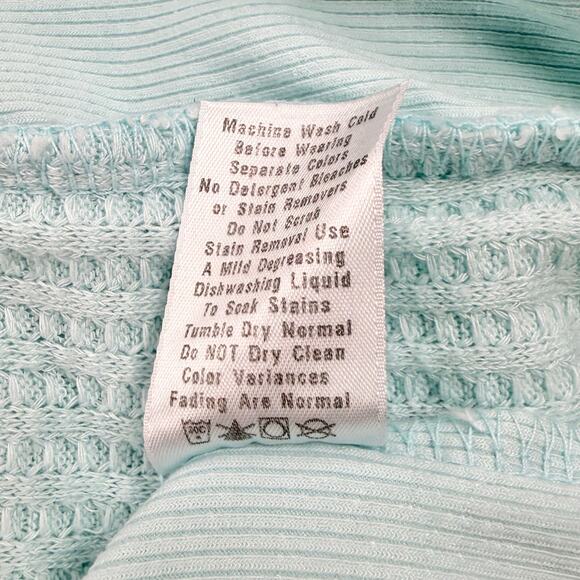 Machine Wash Cold
Before Wearing
Separate Colors
No Detergent Bleaches
or Stain Removers
Do Not Scrub
Stain Removal Use
A Mild Degreasing
Dishwashing Liquid
To Soak Stains
Tumble Dry Normal
Do NOT Dry Clean
Color Variances
Fading Are Normal